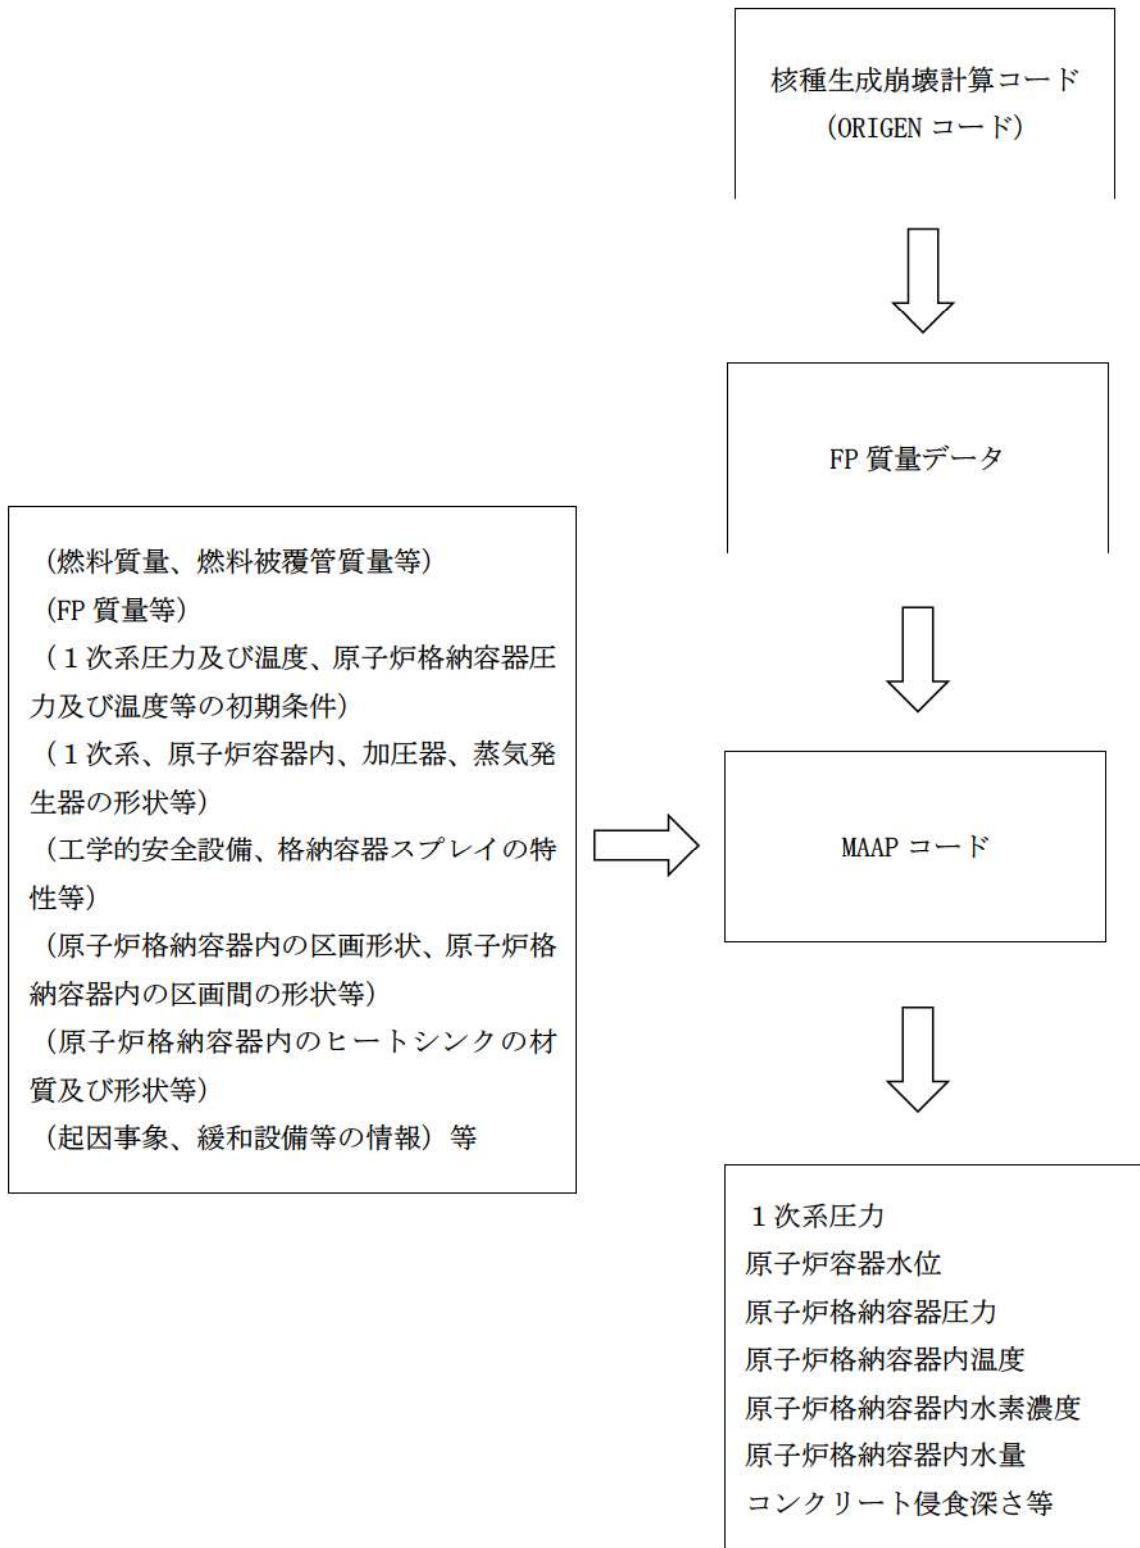 核種生成崩壊計算コード
(ORIGEN コード)
FP 質量データ
(燃料質量、燃料被覆管質量等)
(FP 質量等)
(１次系圧力及び温度、原子炉格納容器圧
力及び温度等の初期条件)
(１次系、原子炉容器内、加圧器、蒸気発
生器の形状等)
(工学的安全設備、格納容器スプレイの特
性等)
(原子炉格納容器内の区画形状、原子炉格
納容器内の区画間の形状等)
(原子炉格納容器内のヒートシンクの材
質及び形状等)
(起因事象、緩和設備等の情報) 等
MAAP コード
１次系圧力
原子炉容器水位
原子炉格納容器圧力
原子炉格納容器内温度
原子炉格納容器内水素濃度
原子炉格納容器内水量
コンクリート侵食深さ等